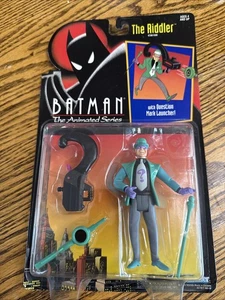 The Riddler
with Question
Mark Launcher!
BATMAN
The Animated Series